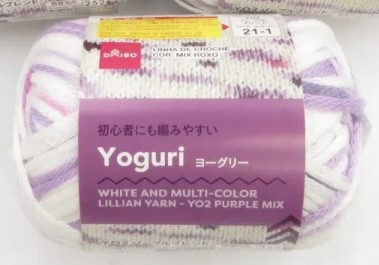 21-1
DAISO
LINHA DE CROCHÊ
COR: MIX ROXO
初心者にも編みやすい
Yoguri ヨーグリー
WHITE AND MULTI-COLOR
LILLIAN YARN - YO2 PURPLE MIX